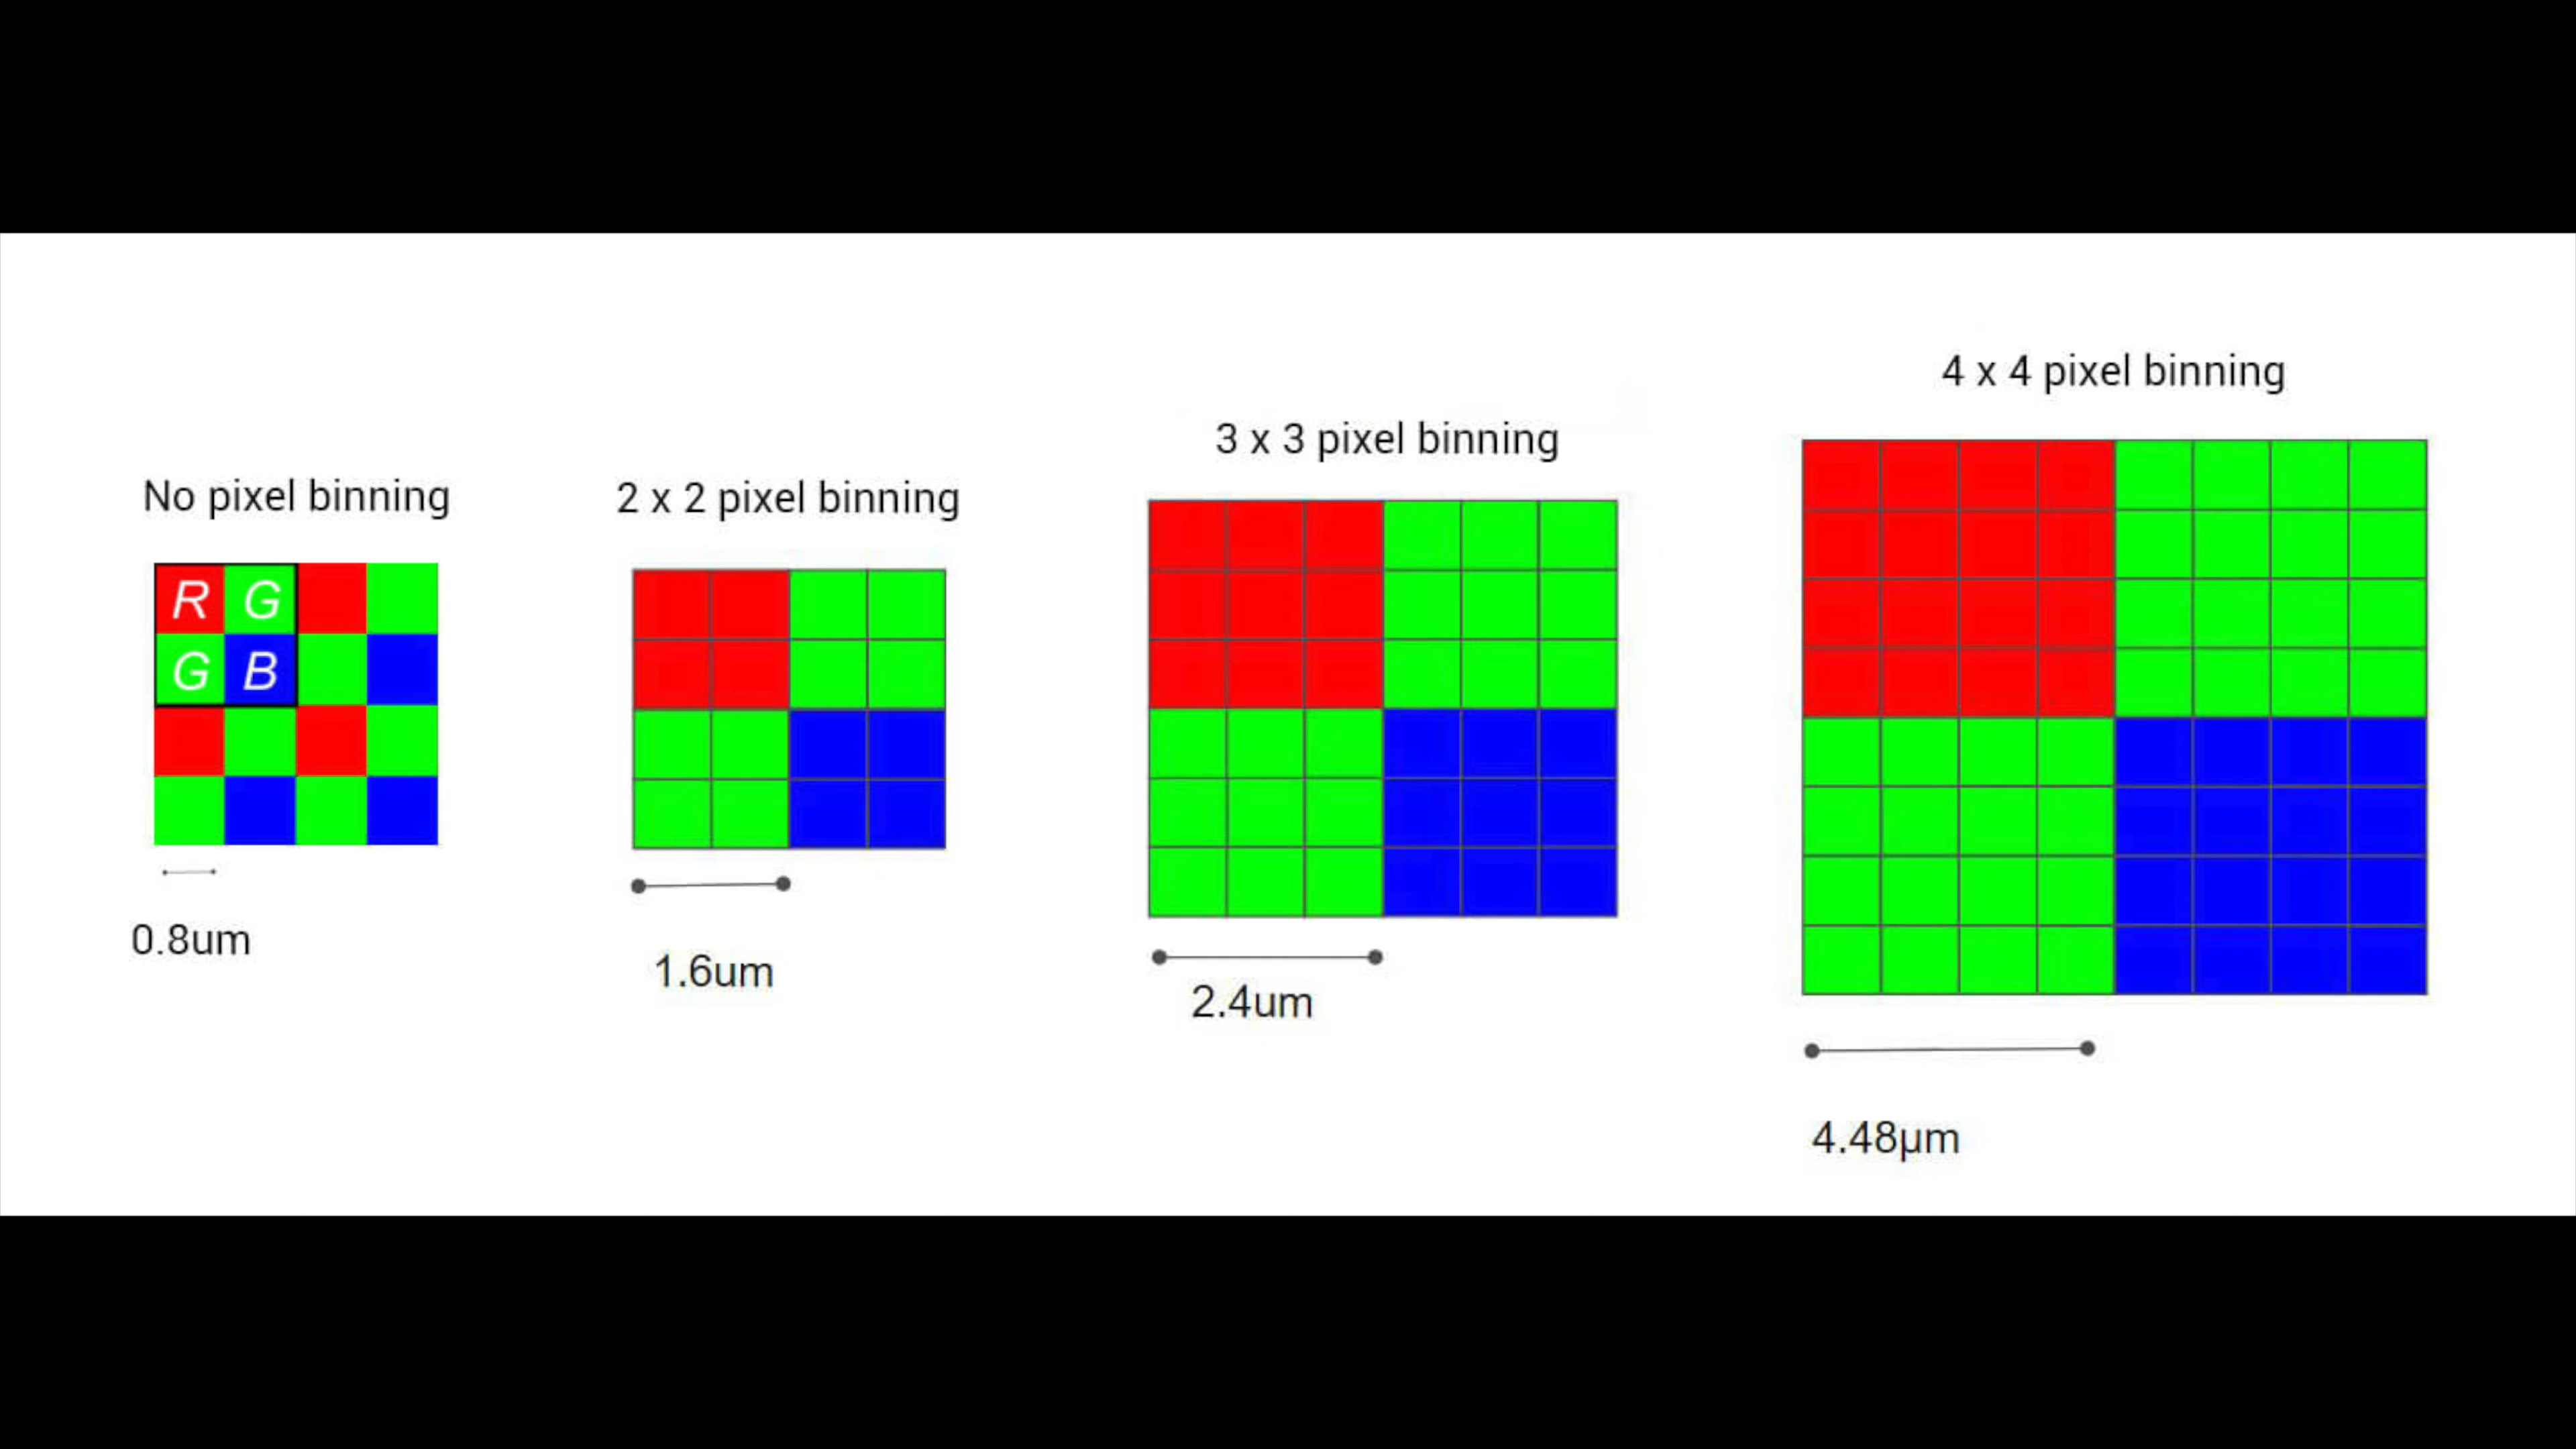 No pixel binning
R G
G B
0.8um
2 x 2 pixel binning
1.6um
3 x 3 pixel binning
2.4um
4 x 4 pixel binning
4.48µm